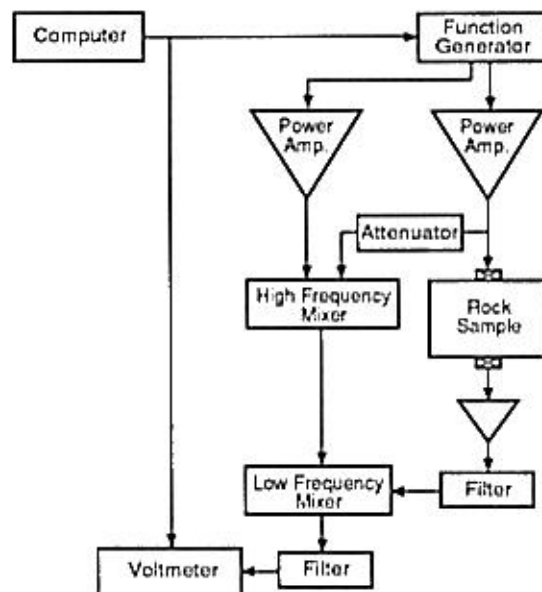 Computer
Function
Generator
Power
Amp.
Power
Amp.
Attenuator
High Frequency
Mixer
Rock
Sample
Low Frequency
Mixer
Filter
Voltmeter
Filter